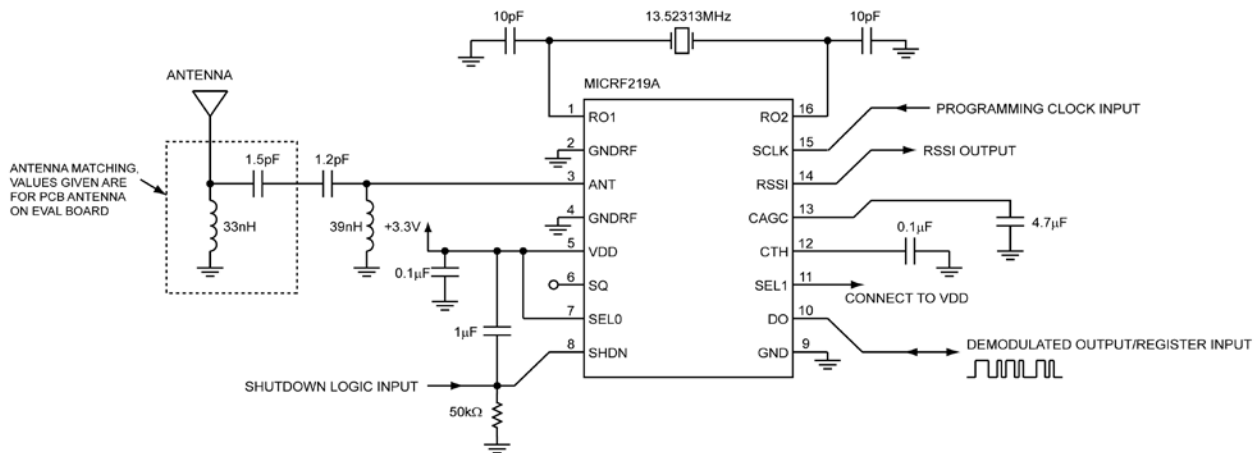 10pF
13.52313MHz
10pF
ANTENNA
MICRF219A
1 RO1
RO2 16
PROGRAMMING CLOCK INPUT
2 GNDRF
SCLK 15
RSSI OUTPUT
ANTENNA MATCHING,
VALUES GIVEN ARE
FOR PCB ANTENNA
ON EVAL BOARD
1.5pF
1.2pF
3 ANT
RSSI 14
33nH
39nH
4 GNDRF
CAGC 13
4.7μF
+3.3V
5 VDD
CTH 12
0.1μF
0.1μF
6 SQ
SEL1 11
CONNECT TO VDD
7 SEL0
DO 10
1μF
8 SHDN
GND 9
DEMODULATED OUTPUT/REGISTER INPUT
SHUTDOWN LOGIC INPUT
50kΩ